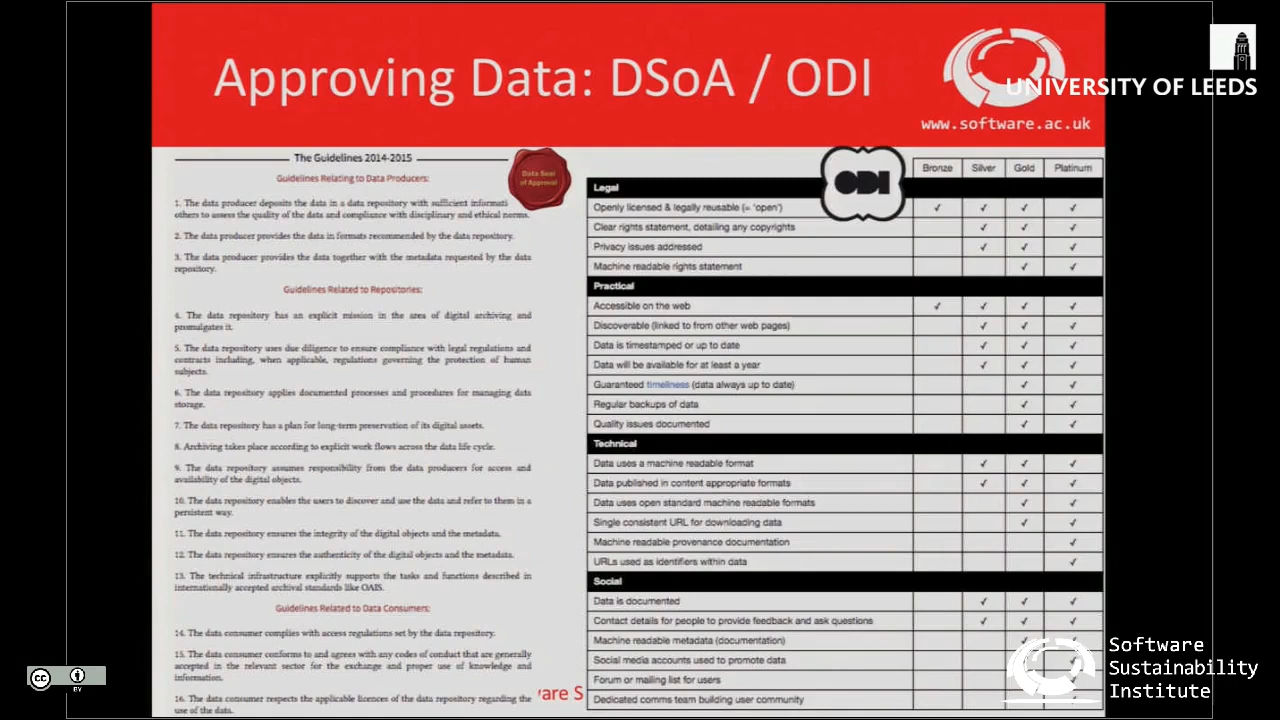 Approving Data: DSoA / ODI
www.software.ac.uk
UNIVERSITY OF LEEDS
The Guidelines 2014-2015
Data Seal
of Approval
Guidelines Relating to Data Producers:
1. The data producer deposits the data in a data repository with sufficient informati
others to assess the quality of the data and compliance with disciplinary and ethical norms.
2. The data producer provides the data in formats recommended by the data repository.
3. The data producer provides the data together with the metadata requested by the data
repository.
Guidelines Related to Repositories:
4. The data repository has an explicit mission in the area of digital archiving and
promulgates it.
5. The data repository uses due diligence to ensure compliance with legal regulations and
contracts including, when applicable, regulations governing the protection of human
subjects.
6. The data repository applies documented processes and procedures for managing data
storage.
7. The data repository has a plan for long-term preservation of its digital assets.
8. Archiving takes place according to explicit work flows across the data life cycle.
9. The data repository assumes responsibility from the data producers for access and
availability of the digital objects.
10. The data repository enables the users to discover and use the data and refer to them in a
persistent way.
11. The data repository ensures the integrity of the digital objects and the metadata.
12. The data repository ensures the authenticity of the digital objects and the metadata.
13. The technical infrastructure explicitly supports the tasks and functions described in
internationally accepted archival standards like OAIS.
Guidelines Related to Data Consumers:
14. The data consumer complies with access regulations set by the data repository.
15. The data consumer conforms to and agrees with any codes of conduct that are generally
accepted in the relevant sector for the exchange and proper use of knowledge and
information.
16. The data consumer respects the applicable licences of the data repository regarding the
use of the data.
ware S
ODI
Bronze Silver Gold Platinum
Legal
Openly licensed & legally reusable (= 'open') ✓ ✓ ✓ ✓
Clear rights statement, detailing any copyrights ✓ ✓ ✓
Privacy issues addressed ✓ ✓ ✓
Machine readable rights statement ✓ ✓
Practical
Accessible on the web ✓ ✓ ✓ ✓
Discoverable (linked to from other web pages) ✓ ✓ ✓
Data is timestamped or up to date ✓ ✓ ✓
Data will be available for at least a year ✓ ✓ ✓
Guaranteed timeliness (data always up to date) ✓ ✓
Regular backups of data ✓ ✓
Quality issues documented ✓ ✓
Technical
Data uses a machine readable format ✓ ✓ ✓
Data published in content appropriate formats ✓ ✓ ✓
Data uses open standard machine readable formats ✓ ✓
Single consistent URL for downloading data ✓ ✓
Machine readable provenance documentation ✓
URLs used as identifiers within data ✓
Social
Data is documented ✓ ✓ ✓
Contact details for people to provide feedback and ask questions ✓ ✓ ✓
Machine readable metadata (documentation)
Social media accounts used to promote data
Forum or mailing list for users
Dedicated comms team building user community
Software
Sustainability
Institute
cc
BY